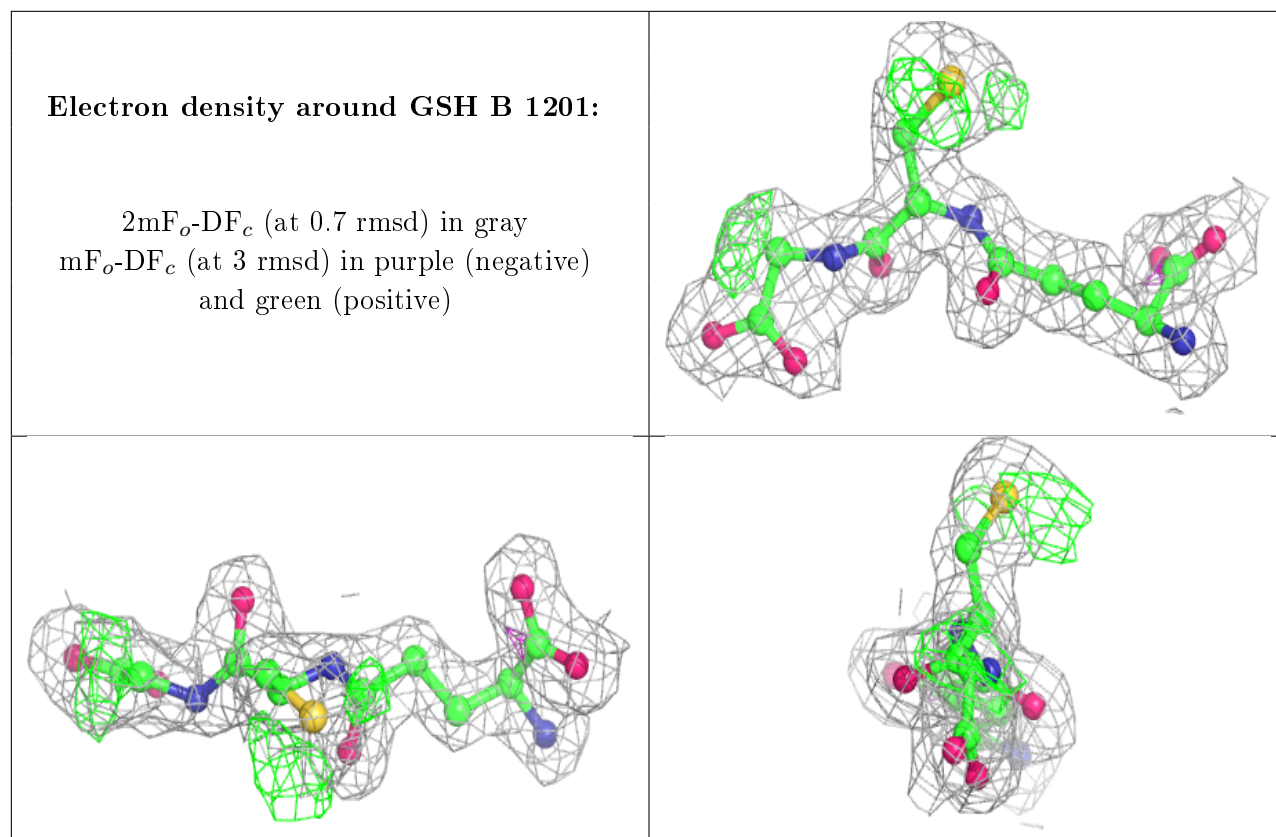 Electron density around GSH B 1201:
2mFo-DFc (at 0.7 rmsd) in gray
mFo-DFc (at 3 rmsd) in purple (negative)
and green (positive)